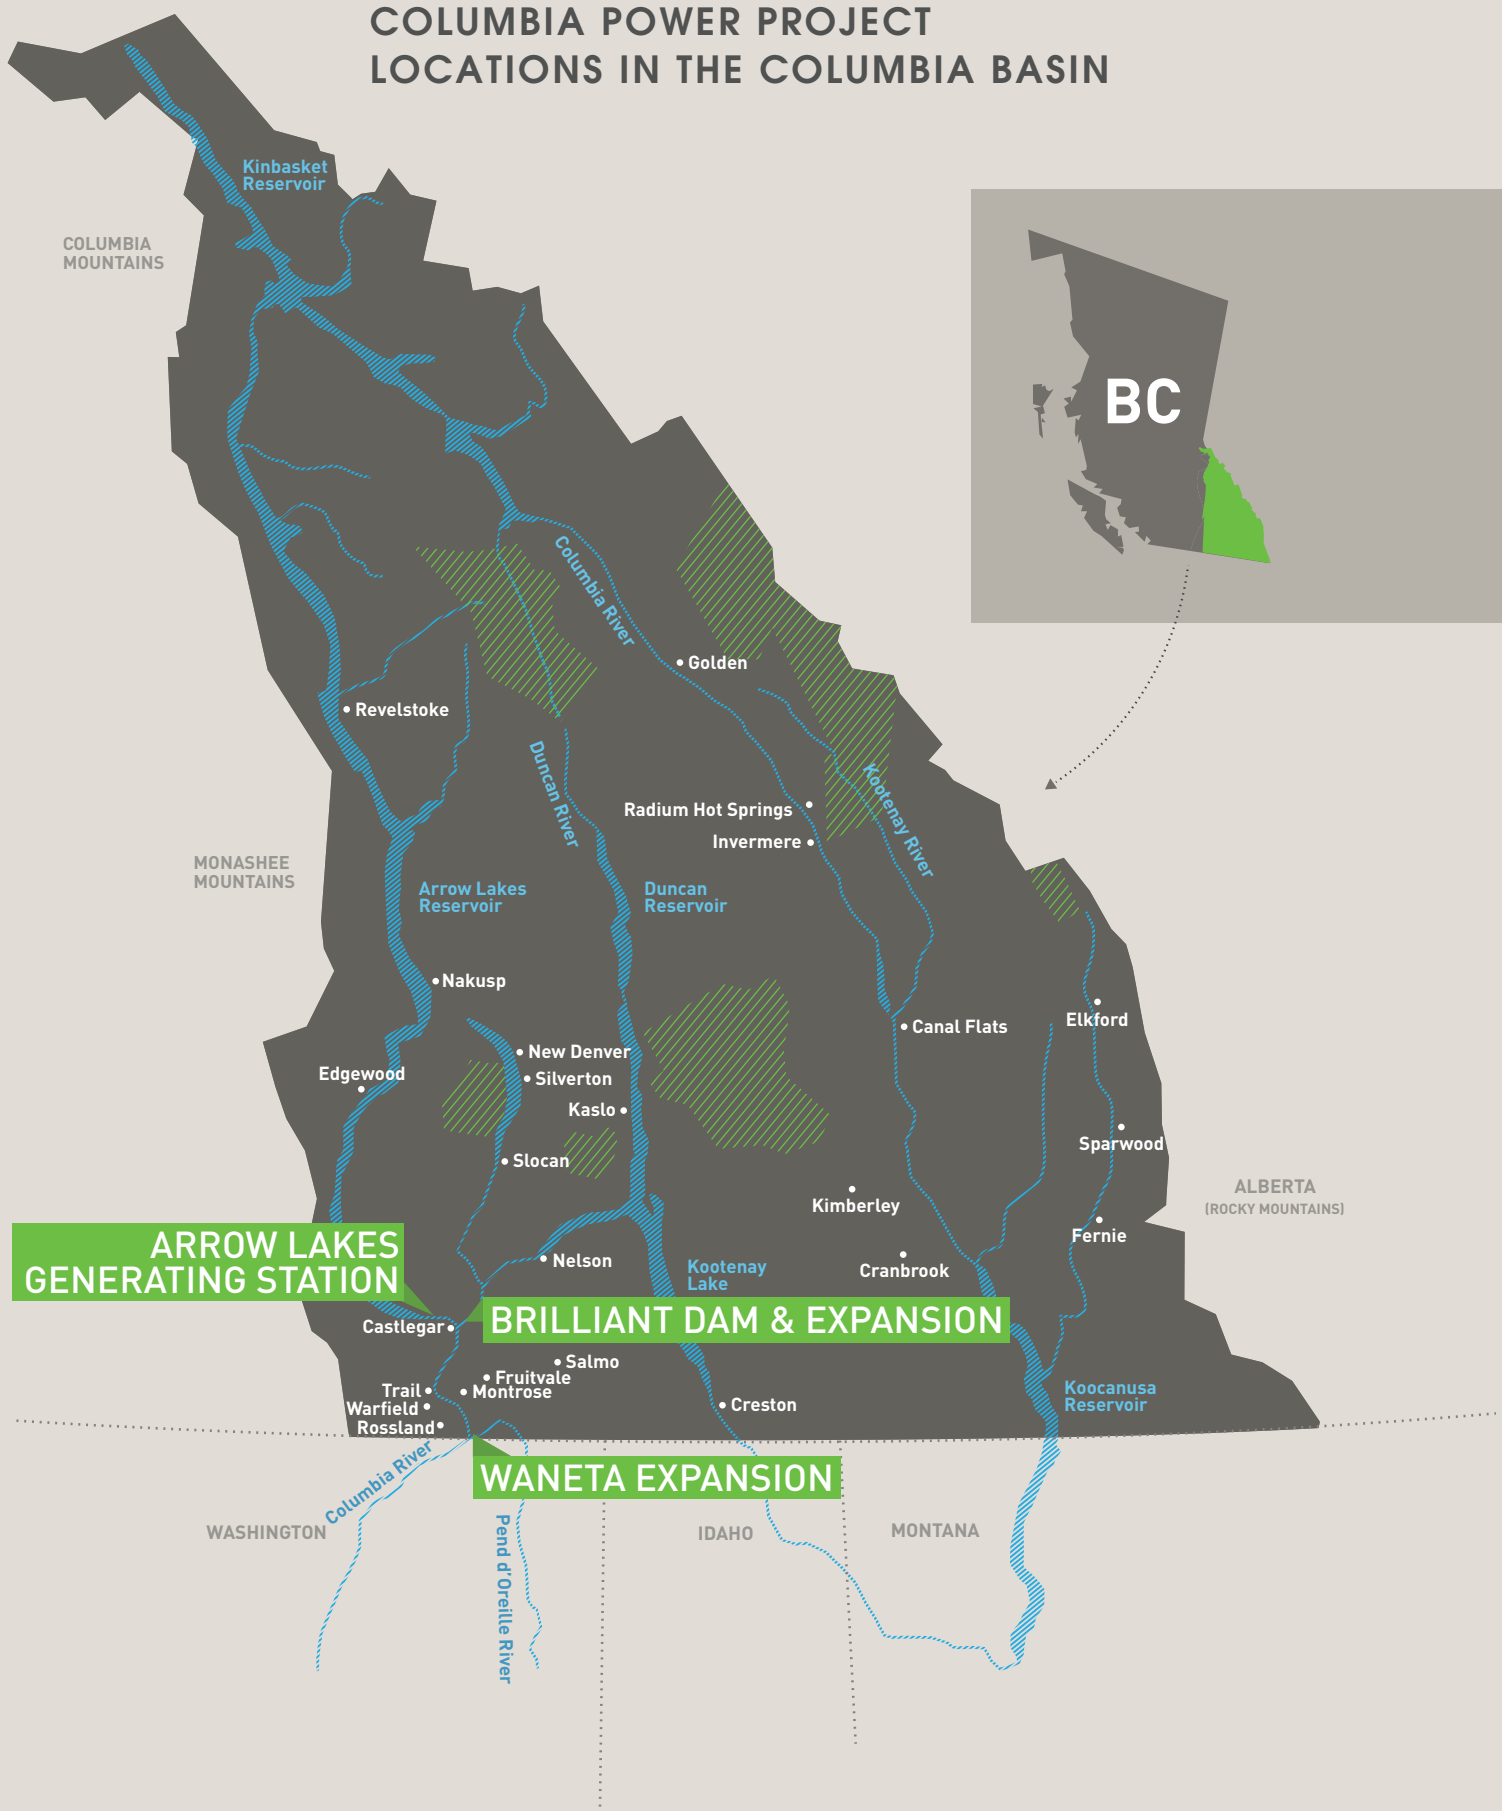 COLUMBIA POWER PROJECT
LOCATIONS IN THE COLUMBIA BASIN
Kinbasket
Reservoir
COLUMBIA
MOUNTAINS
BC
Columbia River
Golden
Revelstoke
Duncan River
Kootenay River
Radium Hot Springs
Invermere
MONASHEE
MOUNTAINS
Arrow Lakes
Reservoir
Duncan
Reservoir
Nakusp
Elkford
Canal Flats
New Denver
Edgewood
Silverton
Kaslo
Sparwood
Slocan
Kimberley
ALBERTA
(ROCKY MOUNTAINS)
Fernie
ARROW LAKES
GENERATING STATION
Nelson
Kootenay
Lake
Cranbrook
BRILLIANT DAM & EXPANSION
Castlegar
Salmo
Fruitvale
Trail
Montrose
Warfield
Rossland
Creston
Koocanusa
Reservoir
Columbia River
WANETA EXPANSION
WASHINGTON
IDAHO
MONTANA
Pend d'Oreille River